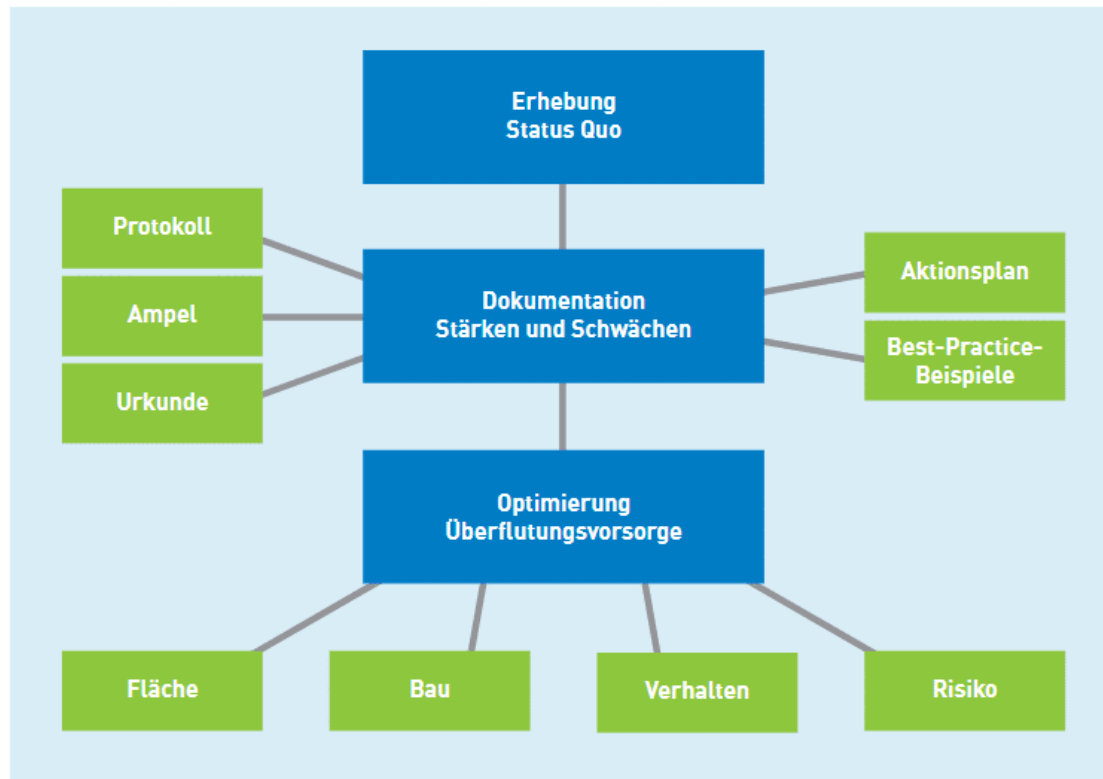 Erhebung
Status Quo
Protokoll
Ampel
Urkunde
Dokumentation
Stärken und Schwächen
Aktionsplan
Best-Practice-
Beispiele
Optimierung
Überflutungsvorsorge
Fläche
Bau
Verhalten
Risiko